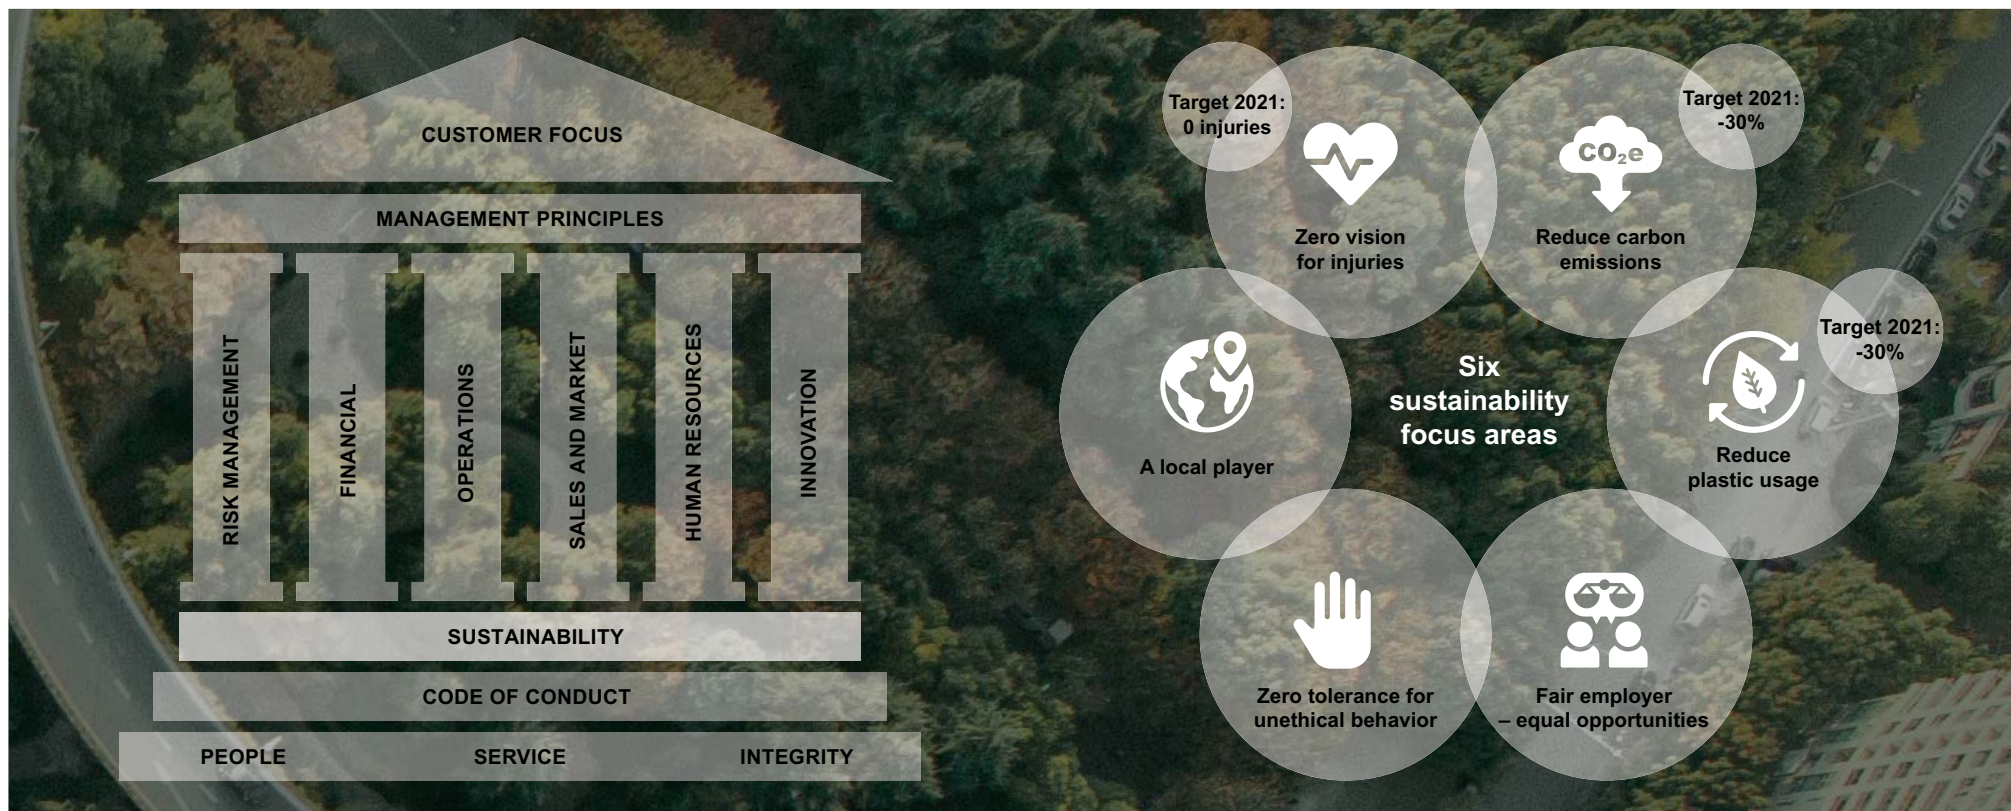 CUSTOMER FOCUS
MANAGEMENT PRINCIPLES
RISK MANAGEMENT
FINANCIAL
OPERATIONS
SALES AND MARKET
HUMAN RESOURCES
INNOVATION
SUSTAINABILITY
CODE OF CONDUCT
PEOPLE SERVICE INTEGRITY
Target 2021:
0 injuries
Zero vision
for injuries
Target 2021:
-30%
CO₂e
Reduce carbon
emissions
A local player
Six
sustainability
focus areas
Target 2021:
-30%
Reduce
plastic usage
Zero tolerance for
unethical behavior
Fair employer
– equal opportunities